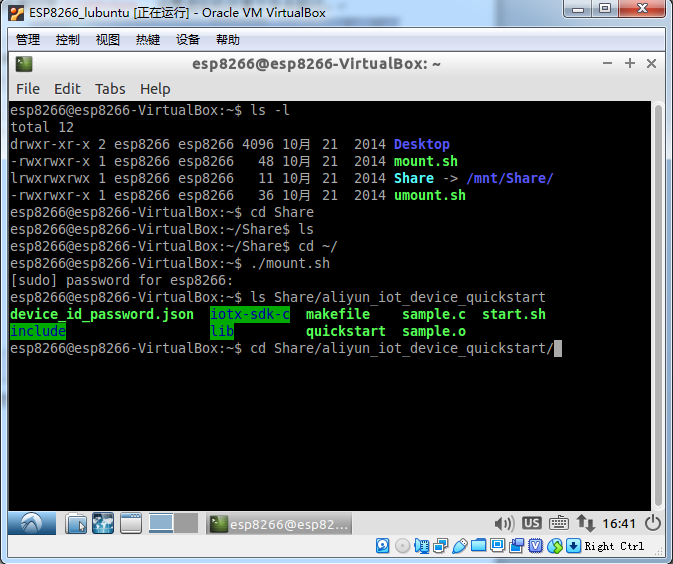 ESP8266_lubuntu [正在运行] - Oracle VM VirtualBox
管理 控制 视图 热键 设备 帮助
esp8266@esp8266-VirtualBox: ~
File Edit Tabs Help
esp8266@esp8266-VirtualBox:~$ ls -l
total 12
drwxr-xr-x 2 esp8266 esp8266 4096 10月 21 2014 Desktop
-rwxrwxr-x 1 esp8266 esp8266 48 10月 21 2014 mount.sh
lrwxrwxrwx 1 esp8266 esp8266 11 10月 21 2014 Share -> /mnt/Share/
-rwxrwxr-x 1 esp8266 esp8266 36 10月 21 2014 umount.sh
esp8266@esp8266-VirtualBox:~$ cd Share
esp8266@esp8266-VirtualBox:~/Share$ ls
esp8266@esp8266-VirtualBox:~/Share$ cd ~/
esp8266@esp8266-VirtualBox:~$ ./mount.sh
[sudo] password for esp8266:
esp8266@esp8266-VirtualBox:~$ ls Share/aliyun_iot_device_quickstart
device_id_password.json iotx-sdk-c makefile sample.c start.sh
include lib quickstart sample.o
esp8266@esp8266-VirtualBox:~$ cd Share/aliyun_iot_device_quickstart/
esp8266@esp82... US 16:41
Right Ctrl